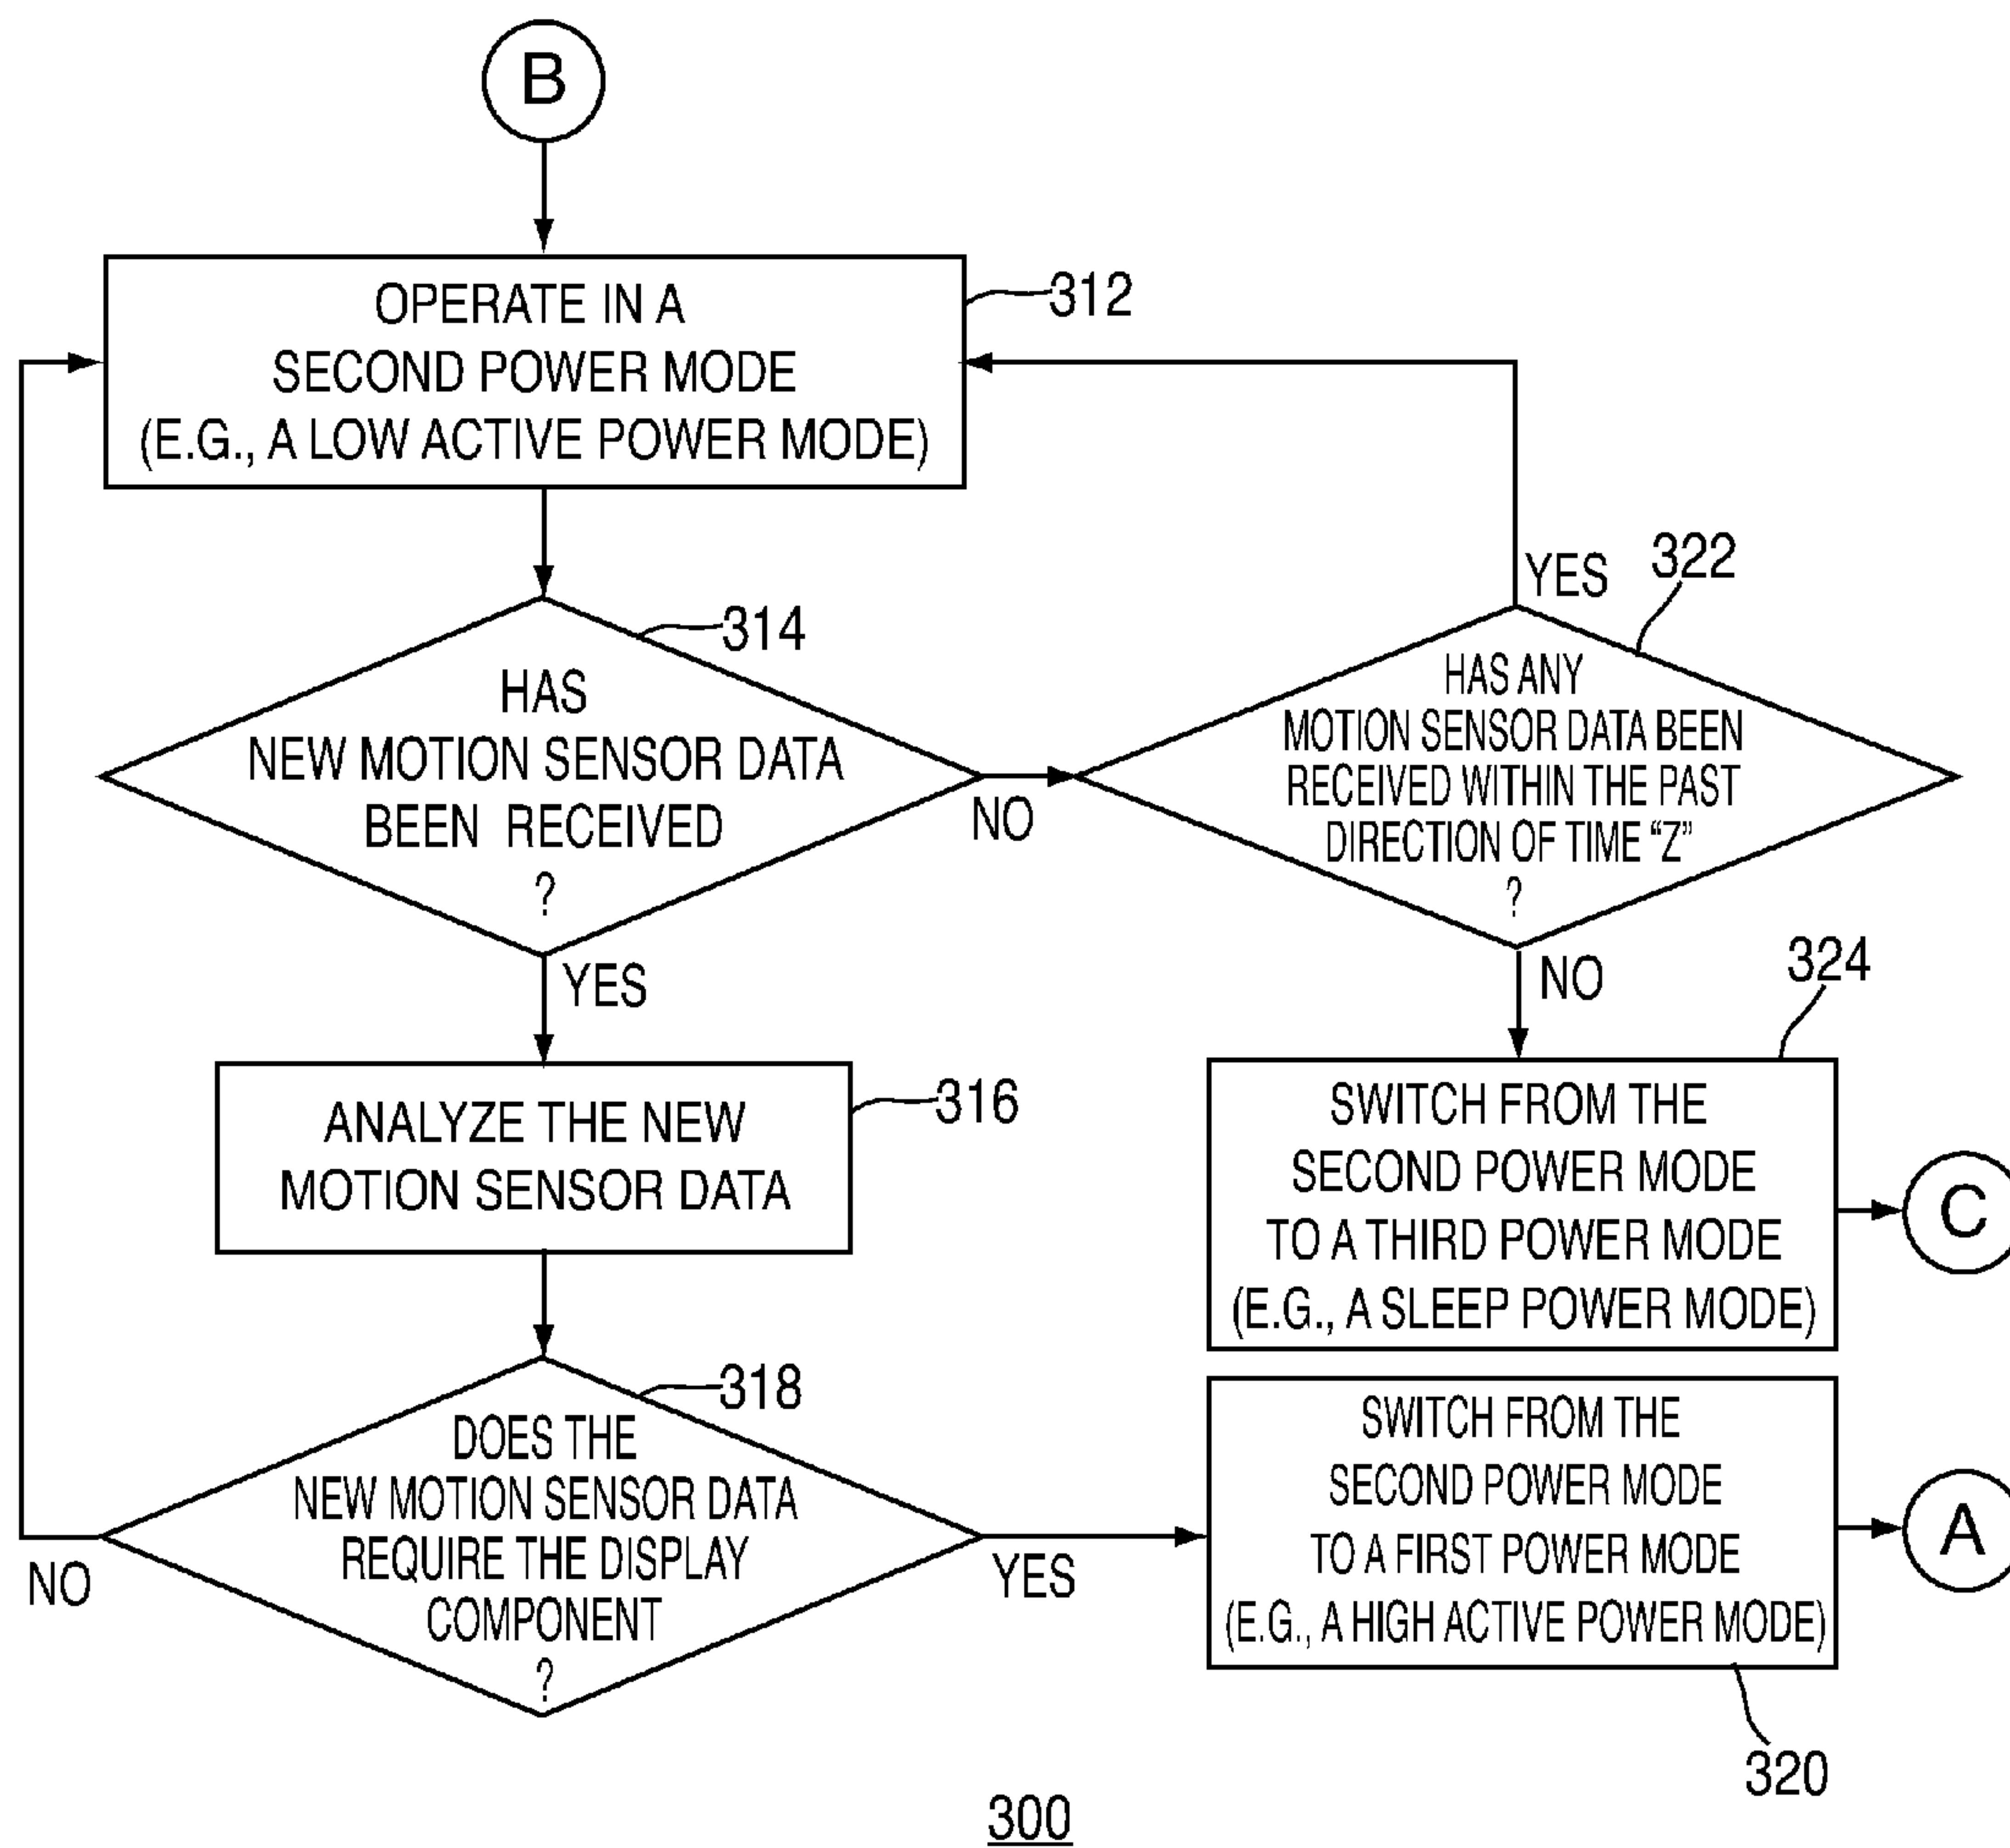 B
OPERATE IN A
SECOND POWER MODE
(E.G., A LOW ACTIVE POWER MODE)
312
314
HAS
NEW MOTION SENSOR DATA
BEEN RECEIVED
?
NO
YES
322
YES
HAS ANY
MOTION SENSOR DATA BEEN
RECEIVED WITHIN THE PAST
DIRECTION OF TIME “Z”
?
NO
324
SWITCH FROM THE
SECOND POWER MODE
TO A THIRD POWER MODE
(E.G., A SLEEP POWER MODE)
C
ANALYZE THE NEW
MOTION SENSOR DATA
316
318
DOES THE
NEW MOTION SENSOR DATA
REQUIRE THE DISPLAY
COMPONENT
?
NO
YES
SWITCH FROM THE
SECOND POWER MODE
TO A FIRST POWER MODE
(E.G., A HIGH ACTIVE POWER MODE)
A
320
300